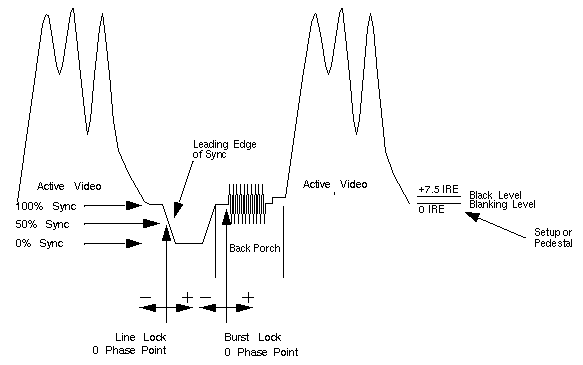 Leading Edge
of Sync
Active Video
Active Video
+7.5 IRE
Black Level
100% Sync
0 IRE
Blanking Level
50% Sync
Setup or
Pedestal
0% Sync
Back Porch
− + − +
Line Lock
0 Phase Point
Burst Lock
0 Phase Point